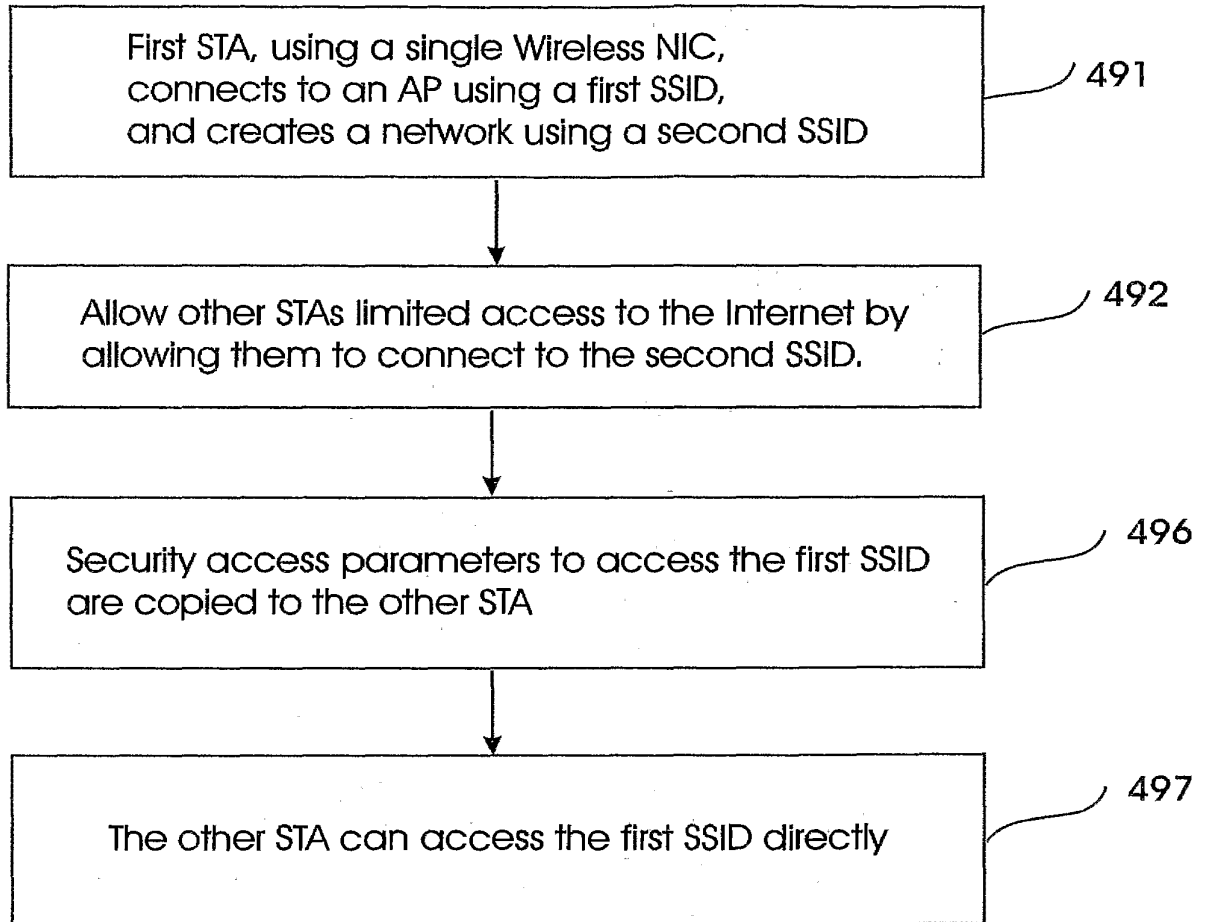 First STA, using a single Wireless NIC,
connects to an AP using a first SSID,
and creates a network using a second SSID
491
Allow other STAs limited access to the Internet by
allowing them to connect to the second SSID.
492
Security access parameters to access the first SSID
are copied to the other STA
496
The other STA can access the first SSID directly
497